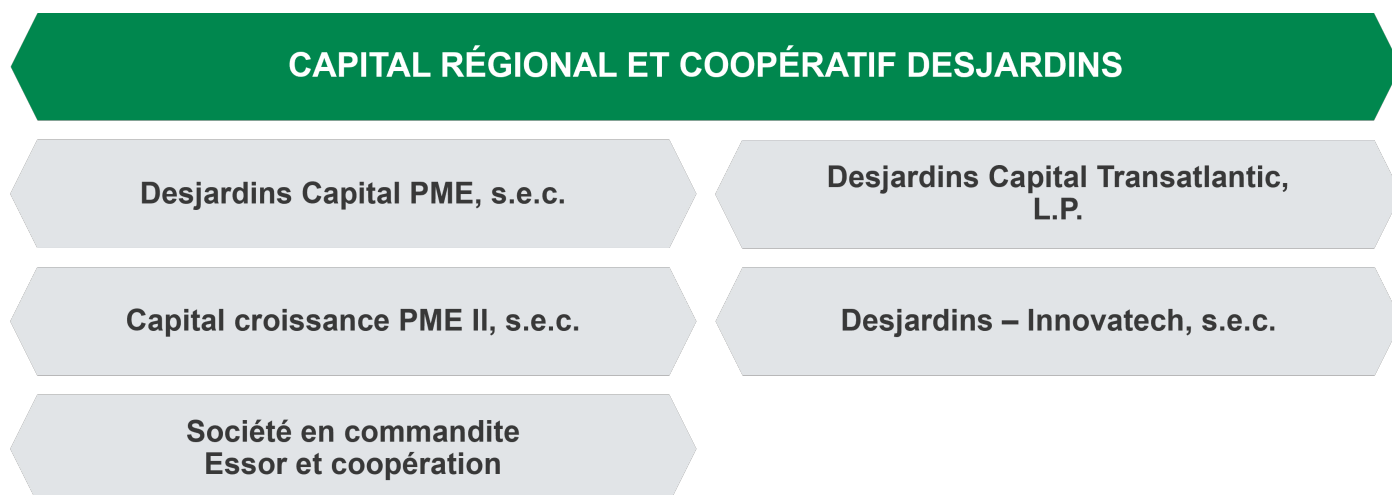 CAPITAL RÉGIONAL ET COOPÉRATIF DESJARDINS
Desjardins Capital PME, s.e.c.
Desjardins Capital Transatlantic,
L.P.
Capital croissance PME II, s.e.c.
Desjardins – Innovatech, s.e.c.
Société en commandite
Essor et coopération